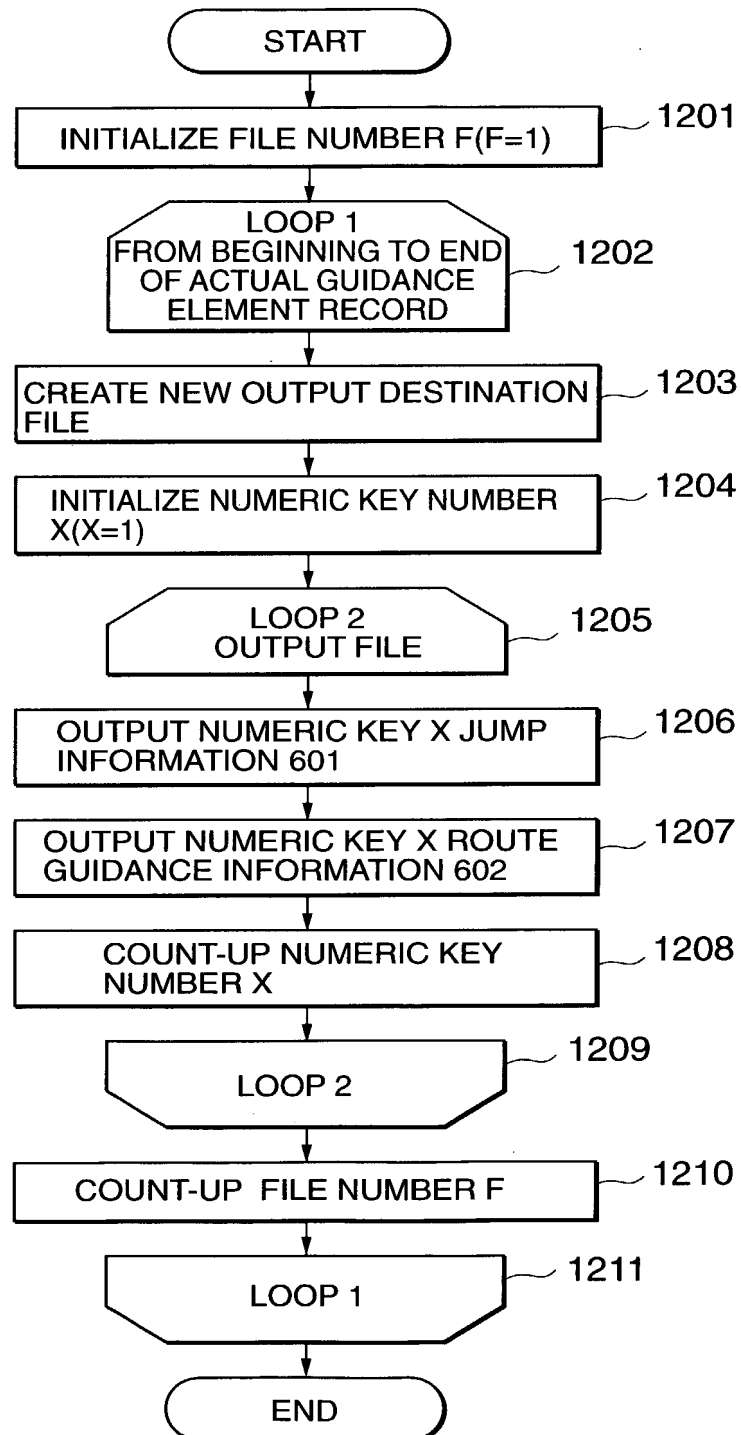 START
INITIALIZE FILE NUMBER F(F=1)
1201
LOOP 1
FROM BEGINNING TO END
OF ACTUAL GUIDANCE
ELEMENT RECORD
1202
CREATE NEW OUTPUT DESTINATION
FILE
1203
INITIALIZE NUMERIC KEY NUMBER
X(X=1)
1204
LOOP 2
OUTPUT FILE
1205
OUTPUT NUMERIC KEY X JUMP
INFORMATION 601
1206
OUTPUT NUMERIC KEY X ROUTE
GUIDANCE INFORMATION 602
1207
COUNT-UP NUMERIC KEY
NUMBER X
1208
LOOP 2
1209
COUNT-UP FILE NUMBER F
1210
LOOP 1
1211
END